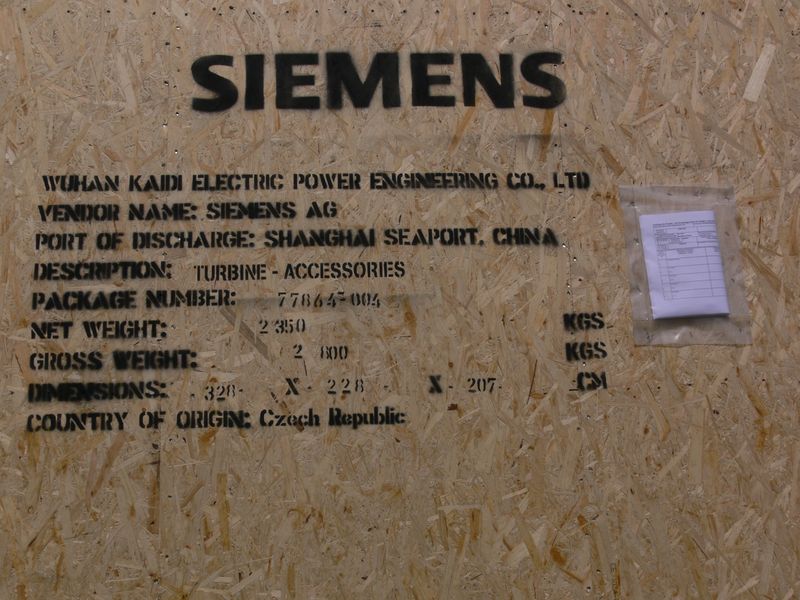 SIEMENS
WUHAN KAIDI ELECTRIC POWER ENGINEERING CO., LTD
VENDOR NAME: SIEMENS AG
PORT OF DISCHARGE: SHANGHAI SEAPORT, CHINA
DESCRIPTION: TURBINE - ACCESSORIES
PACKAGE NUMBER: 77864-004
NET WEIGHT: 2 350 KGS
GROSS WEIGHT: 2 800 KGS
DIMENSIONS: 328 X 228 X 207 CM
COUNTRY OF ORIGIN: Czech Republic